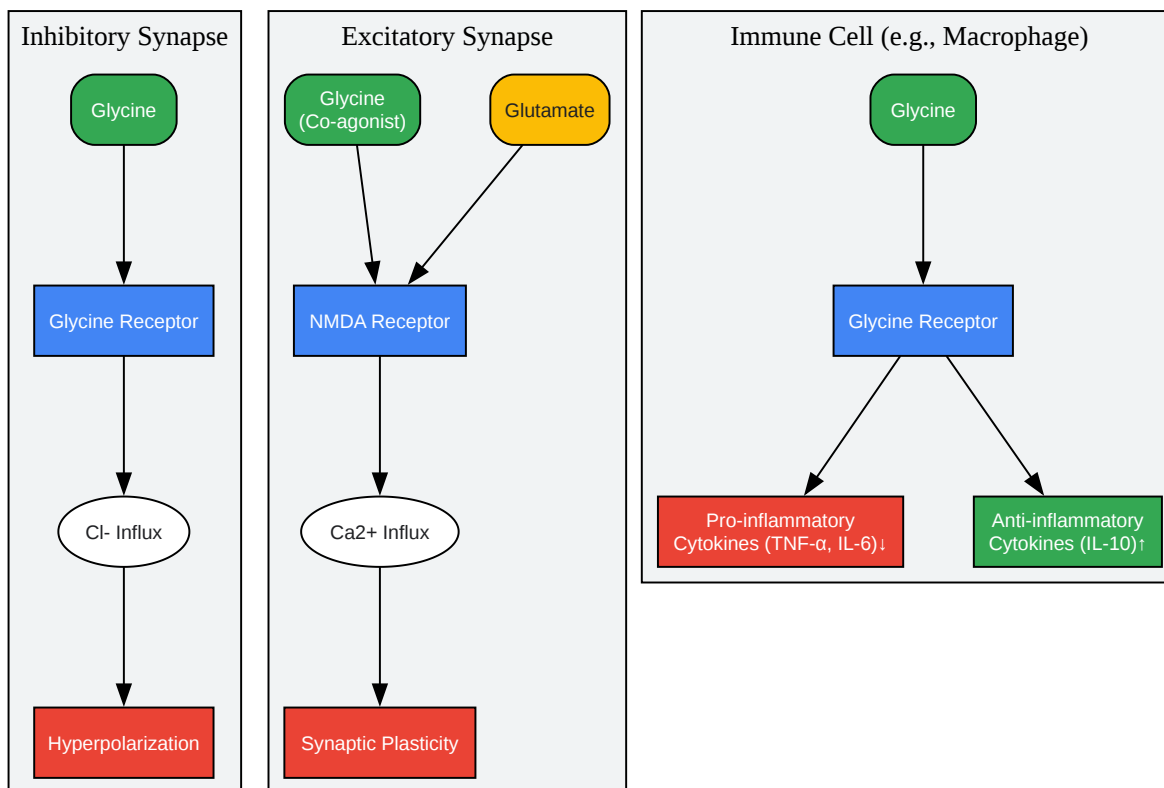 Inhibitory Synapse
Glycine
Glycine Receptor
Cl- Influx
Hyperpolarization
Excitatory Synapse
Glycine
(Co-agonist)
Glutamate
NMDA Receptor
Ca2+ Influx
Synaptic Plasticity
Immune Cell (e.g., Macrophage)
Glycine
Glycine Receptor
Pro-inflammatory
Cytokines (TNF-α, IL-6)↓
Anti-inflammatory
Cytokines (IL-10)↑